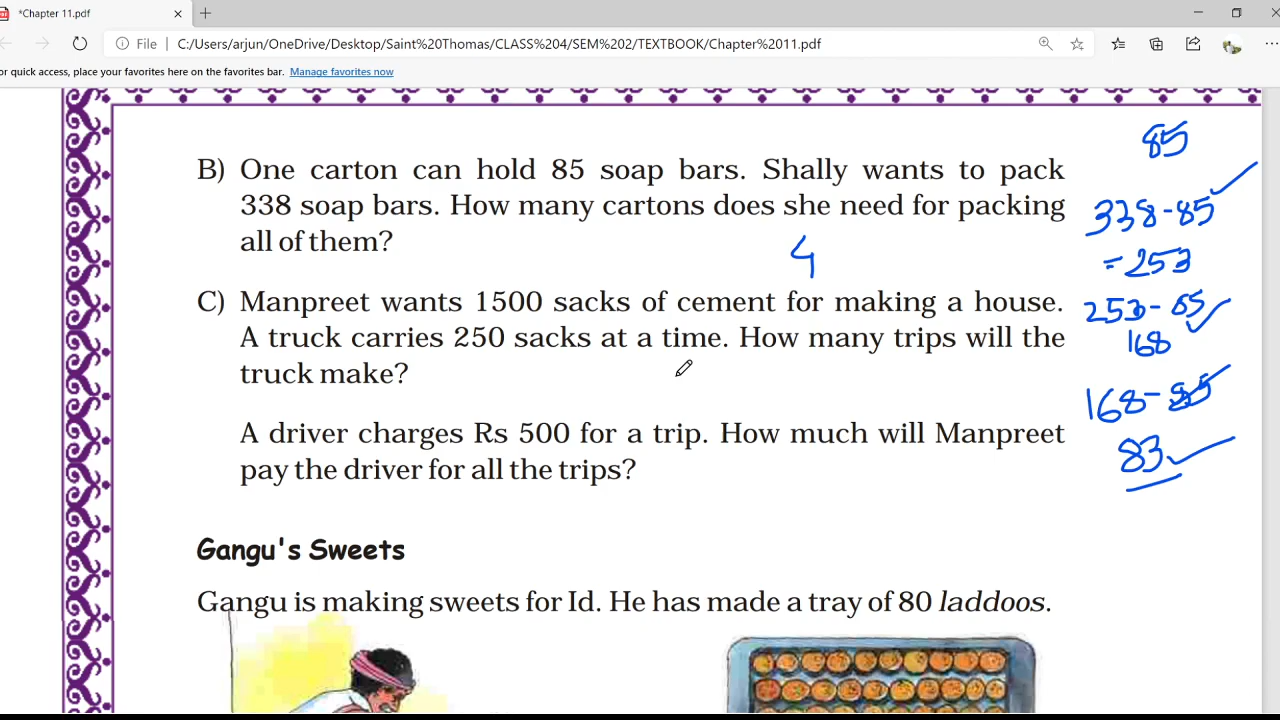 *Chapter 11.pdf
File | C:/Users/arjun/OneDrive/Desktop/Saint%20Thomas/CLASS%204/SEM%202/TEXTBOOK/Chapter%2011.pdf
or quick access, place your favorites here on the favorites bar. Manage favorites now
B) One carton can hold 85 soap bars. Shally wants to pack
338 soap bars. How many cartons does she need for packing
all of them?
4
C) Manpreet wants 1500 sacks of cement for making a house.
A truck carries 250 sacks at a time. How many trips will the
truck make?
A driver charges Rs 500 for a trip. How much will Manpreet
pay the driver for all the trips?
85
338-85
=253
253-85
168
168-85
83
Gangu's Sweets
Gangu is making sweets for Id. He has made a tray of 80 laddoos.